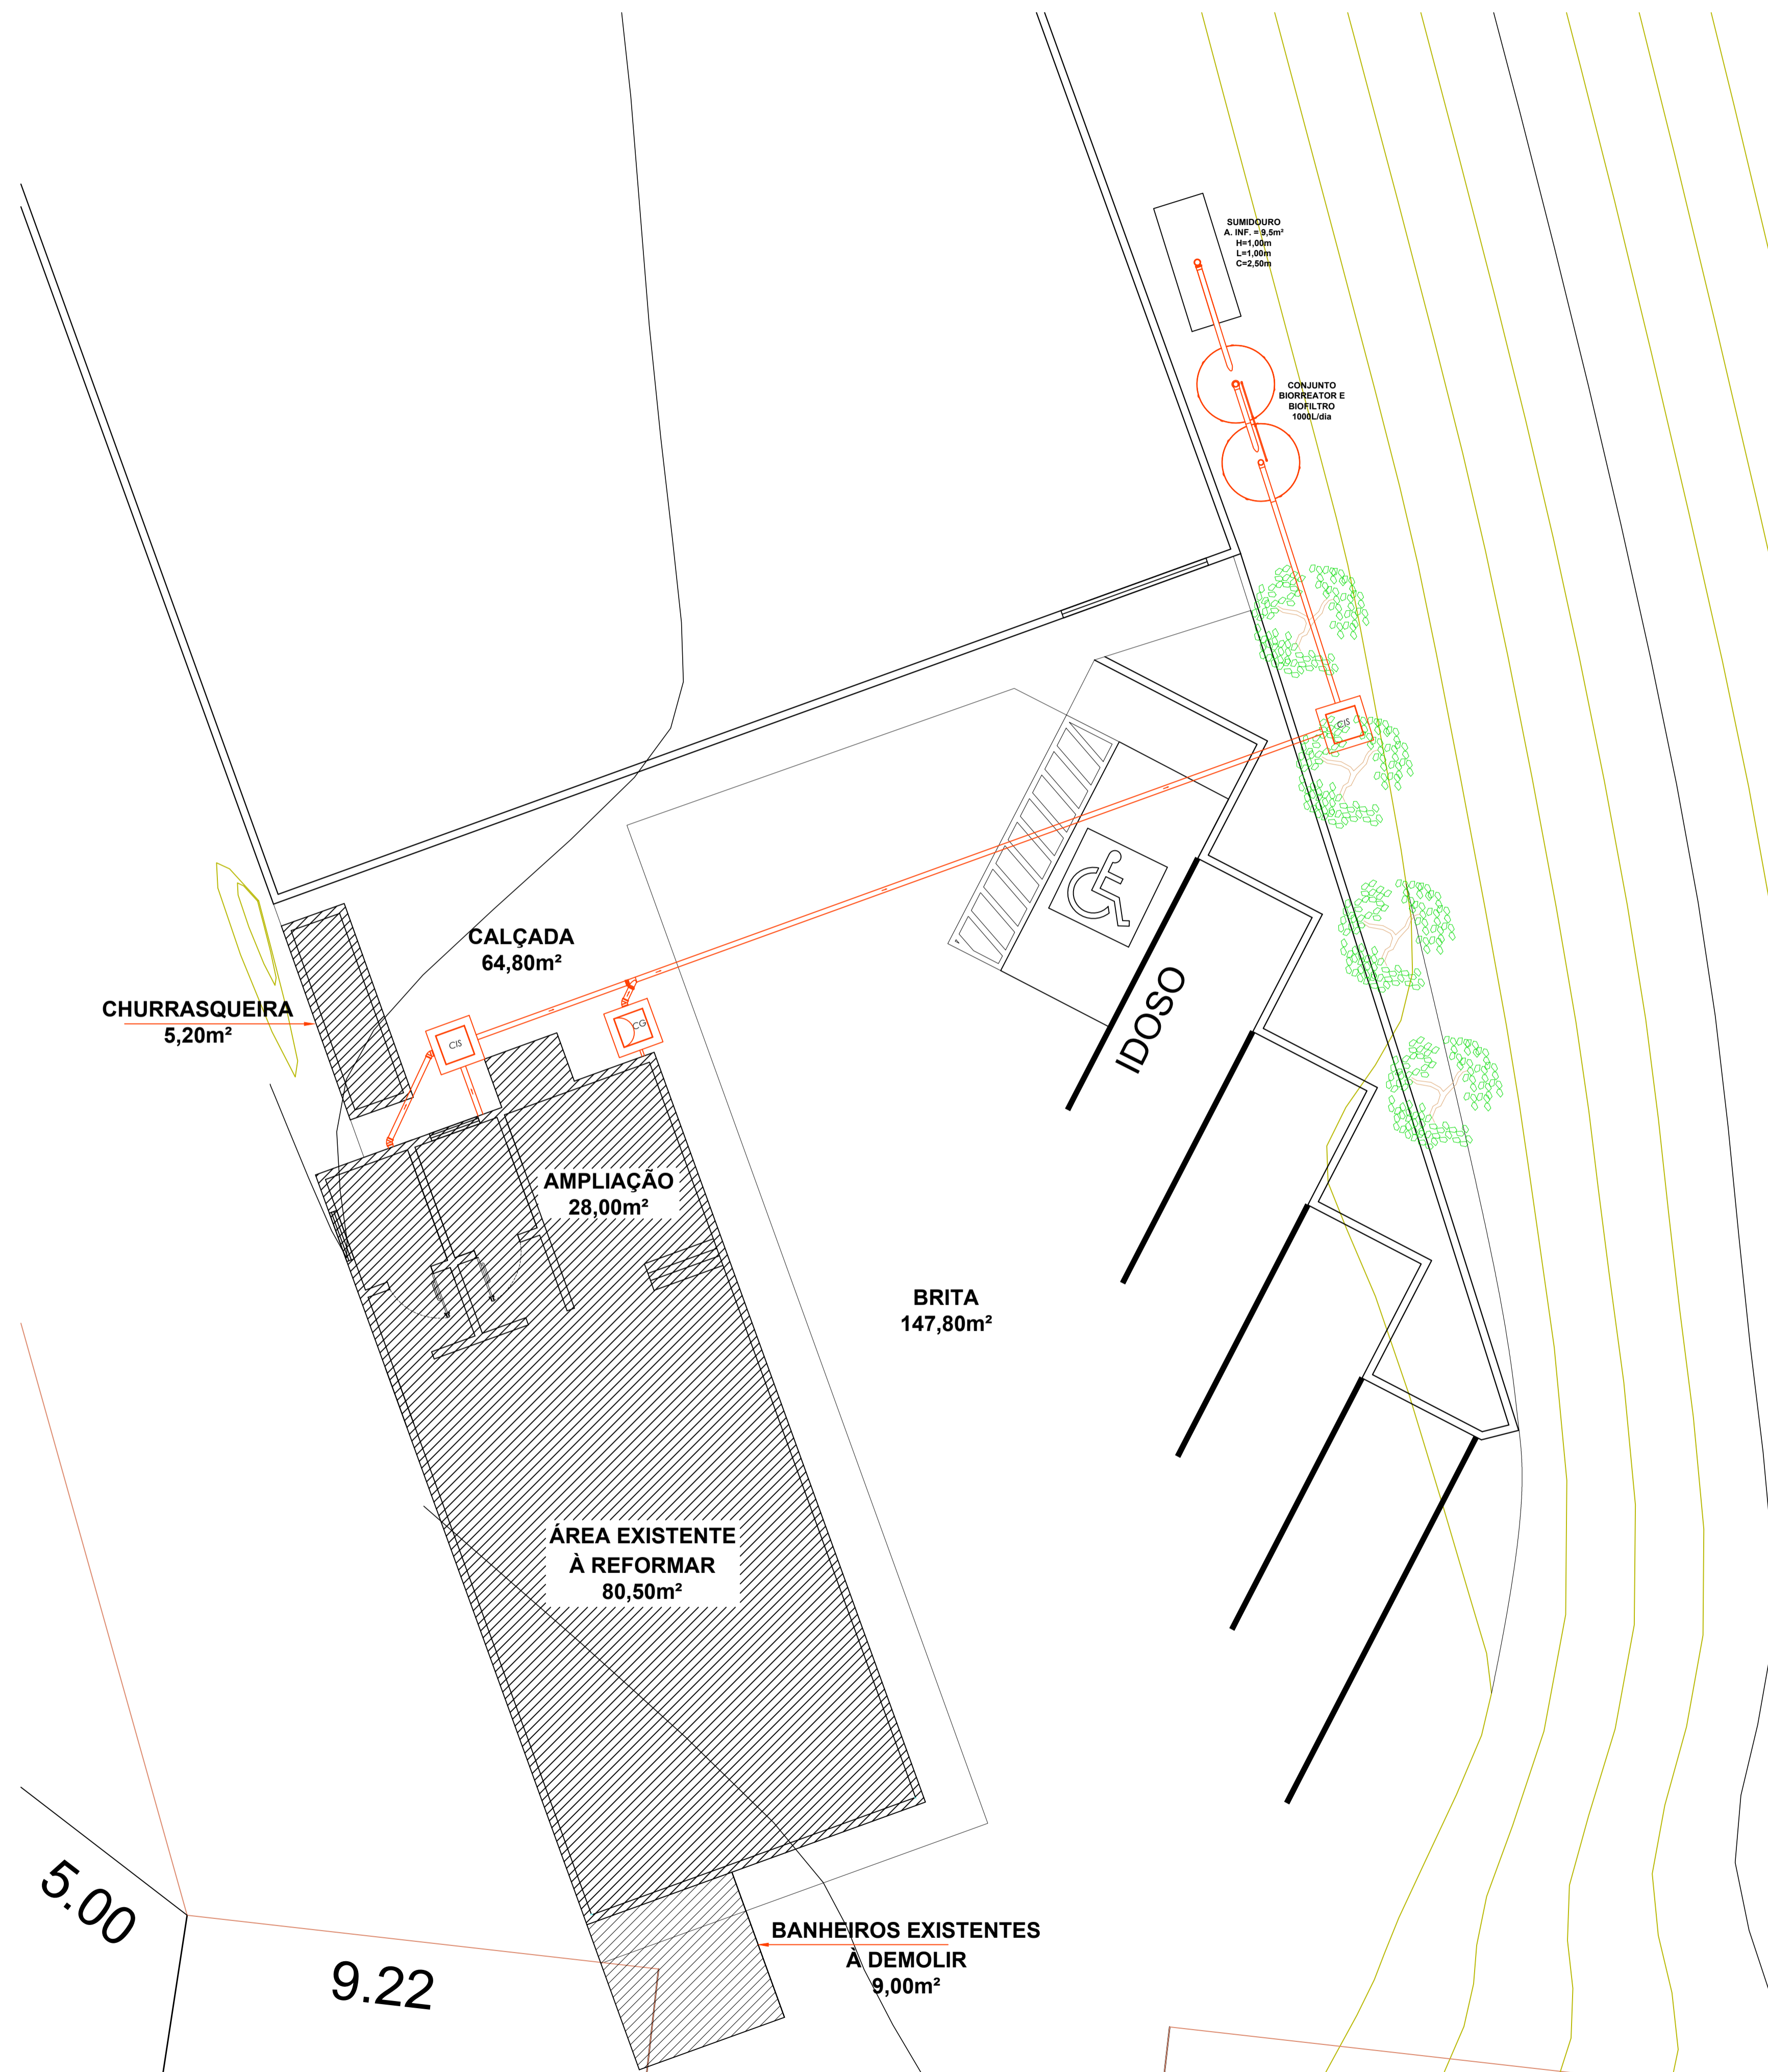 SUMIDOURO
A. INF. = 9,5m²
H=1,00m
L=1,00m
C=2,50m
CONJUNTO
BIORREATOR E
BIOFILTRO
1000L/dia
CIS
CALÇADA
64,80m²
CHURRASQUEIRA
5,20m²
CIS
CG
IDOSO
AMPLIAÇÃO
28,00m²
BRITA
147,80m²
ÁREA EXISTENTE
À REFORMAR
80,50m²
5.00
9.22
BANHEIROS EXISTENTES
À DEMOLIR
9,00m²